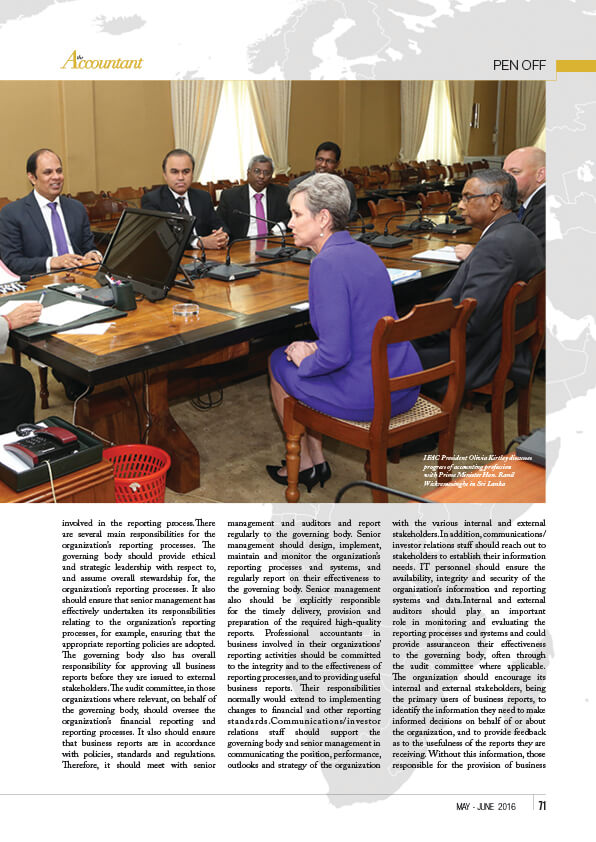 the
Accountant
PEN OFF
IFAC President Olivia Kirtley discusses
progress of accounting profession
with Prime Minister Hon. Ranil
Wickremasinghe in Sri Lanka
involved in the reporting process.There
are several main responsibilities for the
organization's reporting processes. The
governing body should provide ethical
and strategic leadership with respect to,
and assume overall stewardship for, the
organization's reporting processes. It also
should ensure that senior management has
effectively undertaken its responsibilities
relating to the organization's reporting
processes, for example, ensuring that the
appropriate reporting policies are adopted.
The governing body also has overall
responsibility for approving all business
reports before they are issued to external
stakeholders. The audit committee, in those
organizations where relevant, on behalf of
the governing body, should oversee the
organization's financial reporting and
reporting processes. It also should ensure
that business reports are in accordance
with policies, standards and regulations.
Therefore, it should meet with senior
management and auditors and report
regularly to the governing body. Senior
management should design, implement,
maintain and monitor the organization's
reporting processes and systems, and
regularly report on their effectiveness to
the governing body. Senior management
also should be explicitly responsible
for the timely delivery, provision and
preparation of the required high-quality
reports. Professional accountants in
business involved in their organizations'
reporting activities should be committed
to the integrity and to the effectiveness of
reporting processes, and to providing useful
business reports. Their responsibilities
normally would extend to implementing
changes to financial and other reporting
standards.Communications/investor
relations staff should support the
governing body and senior management in
communicating the position, performance,
outlooks and strategy of the organization
with the various internal and external
stakeholders.In addition, communications/
investor relations staff should reach out to
stakeholders to establish their information
needs. IT personnel should ensure the
availability, integrity and security of the
organization's information and reporting
systems and data.Internal and external
auditors should play an important
role in monitoring and evaluating the
reporting processes and systems and could
provide assuranceon their effectiveness
to the governing body, often through
the audit committee where applicable.
The organization should encourage its
internal and external stakeholders, being
the primary users of business reports, to
identify the information they need to make
informed decisions on behalf of or about
the organization, and to provide feedback
as to the usefulness of the reports they are
receiving. Without this information, those
responsible for the provision of business
MAY - JUNE 2016 71